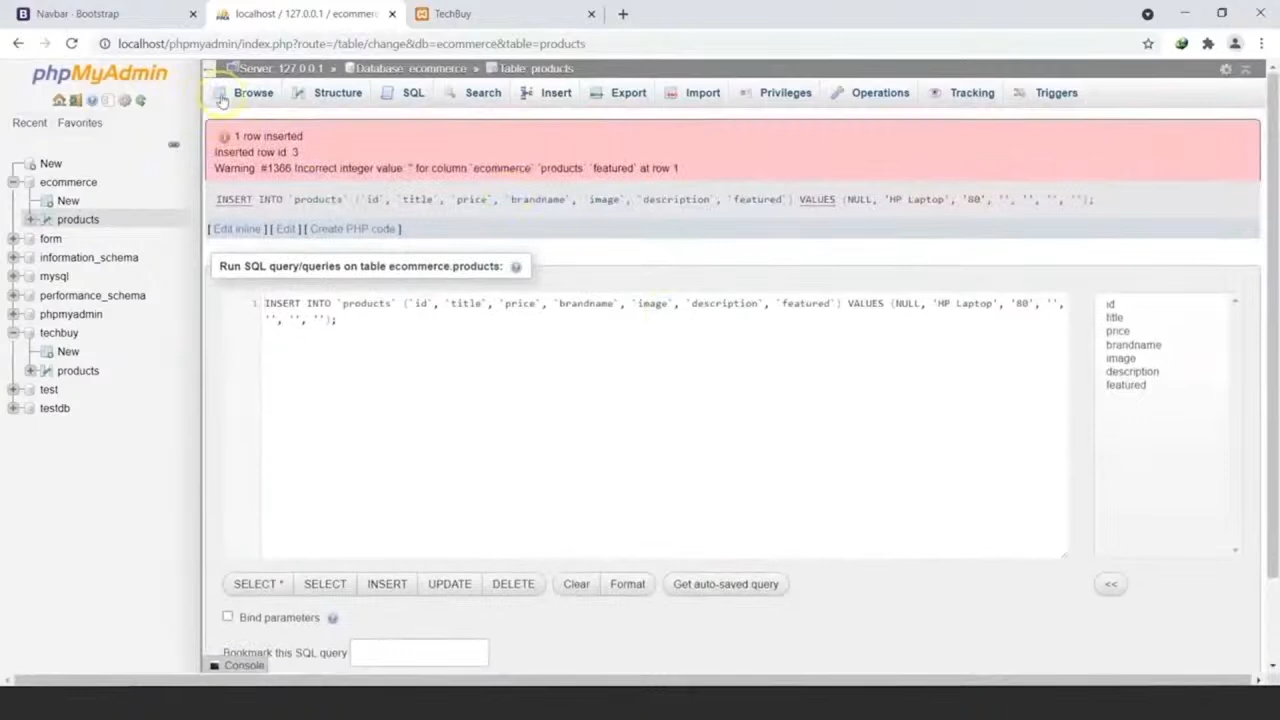 Navbar · Bootstrap
localhost / 127.0.0.1 / ecommerc
TechBuy
localhost/phpmyadmin/index.php?route=/table/change&db=ecommerce&table=products
phpMyAdmin
Recent Favorites
New
ecommerce
New
products
form
information_schema
mysql
performance_schema
phpmyadmin
techbuy
New
products
test
testdb
Server: 127.0.0.1 » Database: ecommerce » Table: products
Browse Structure SQL Search Insert Export Import Privileges Operations Tracking Triggers
1 row inserted
Inserted row id: 3
Warning: #1366 Incorrect integer value: '' for column `ecommerce`.`products`.`featured` at row 1
INSERT INTO `products` (`id`, `title`, `price`, `brandname`, `image`, `description`, `featured`) VALUES (NULL, 'HP Laptop', '80', '', '', '', '');
[ Edit inline ] [ Edit ] [ Create PHP code ]
Run SQL query/queries on table ecommerce.products:
1 INSERT INTO `products` (`id`, `title`, `price`, `brandname`, `image`, `description`, `featured`) VALUES (NULL, 'HP Laptop', '80', '',
'', '', '');
id
title
price
brandname
image
description
featured
SELECT * SELECT INSERT UPDATE DELETE Clear Format Get auto-saved query <<
Bind parameters
Bookmark this SQL query
Console